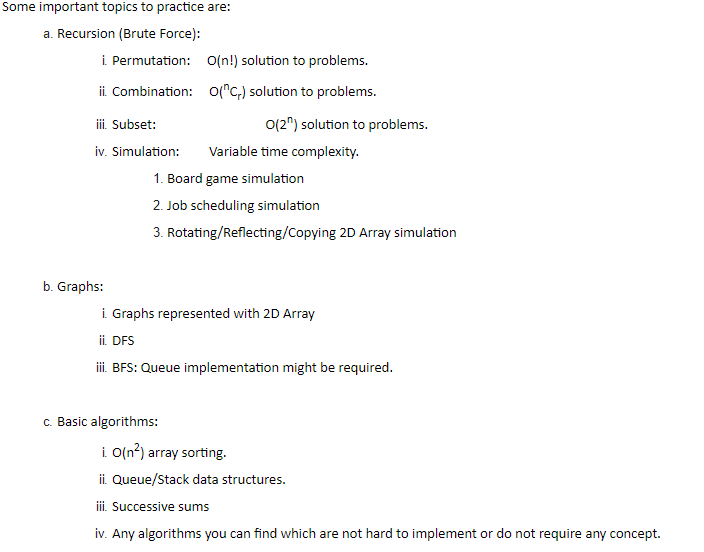 Some important topics to practice are:
a. Recursion (Brute Force):
i. Permutation: O(n!) solution to problems.
ii. Combination: O(ⁿCᵣ) solution to problems.
iii. Subset: O(2ⁿ) solution to problems.
iv. Simulation: Variable time complexity.
1. Board game simulation
2. Job scheduling simulation
3. Rotating/Reflecting/Copying 2D Array simulation
b. Graphs:
i. Graphs represented with 2D Array
ii. DFS
iii. BFS: Queue implementation might be required.
c. Basic algorithms:
i. O(n²) array sorting.
ii. Queue/Stack data structures.
iii. Successive sums
iv. Any algorithms you can find which are not hard to implement or do not require any concept.